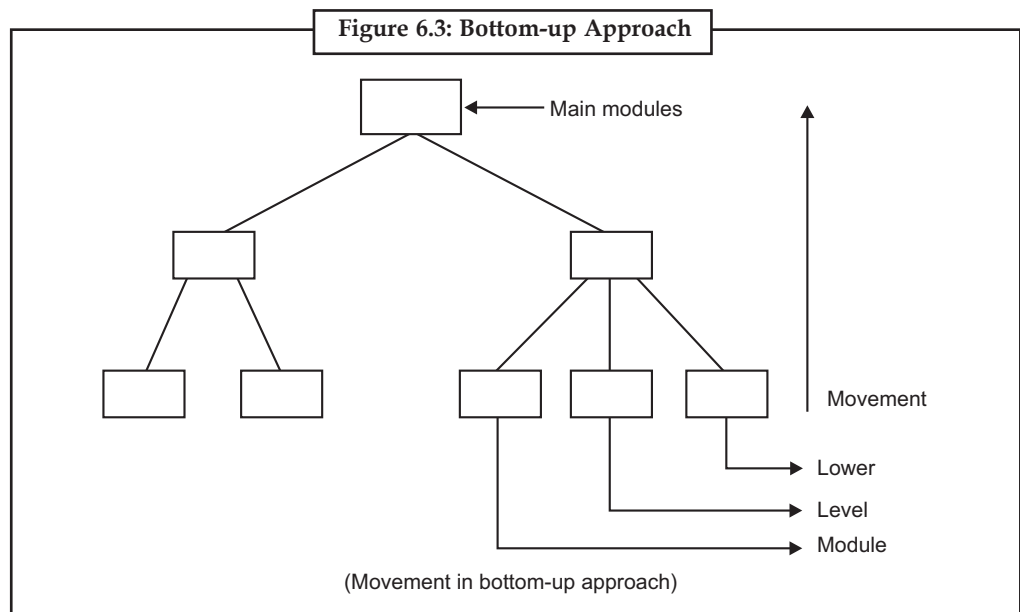 Figure 6.3: Bottom-up Approach
Main modules
Movement
Lower
Level
Module
(Movement in bottom-up approach)